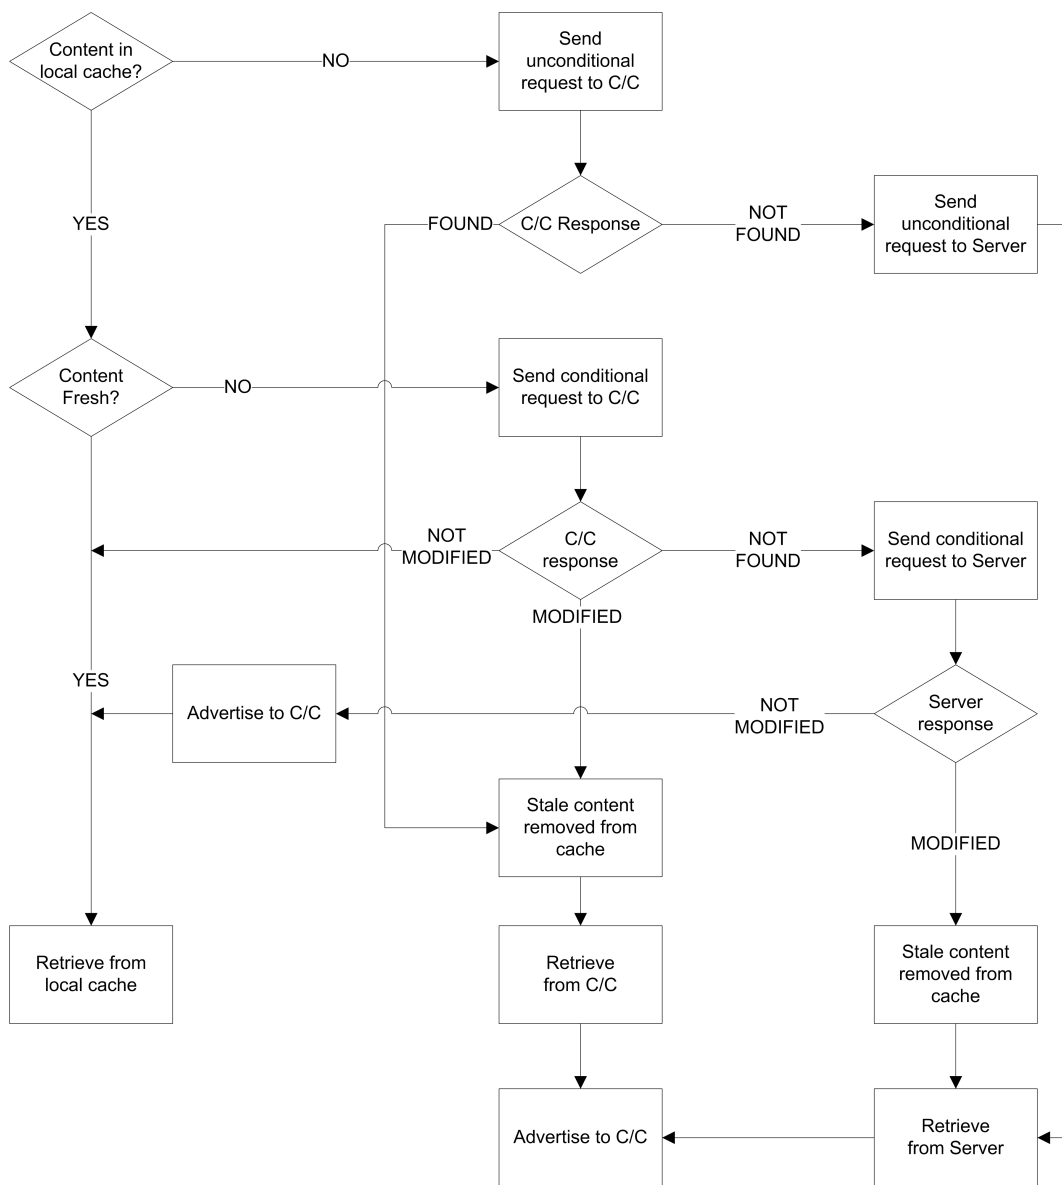 Content in
local cache?
NO
Send
unconditional
request to C/C
YES
FOUND
C/C Response
NOT
FOUND
Send
unconditional
request to Server
Content
Fresh?
NO
Send conditional
request to C/C
NOT
MODIFIED
C/C
response
NOT
FOUND
Send conditional
request to Server
MODIFIED
YES
Advertise to C/C
NOT
MODIFIED
Server
response
Stale content
removed from
cache
MODIFIED
Retrieve from
local cache
Retrieve
from C/C
Stale content
removed from
cache
Advertise to C/C
Retrieve
from Server